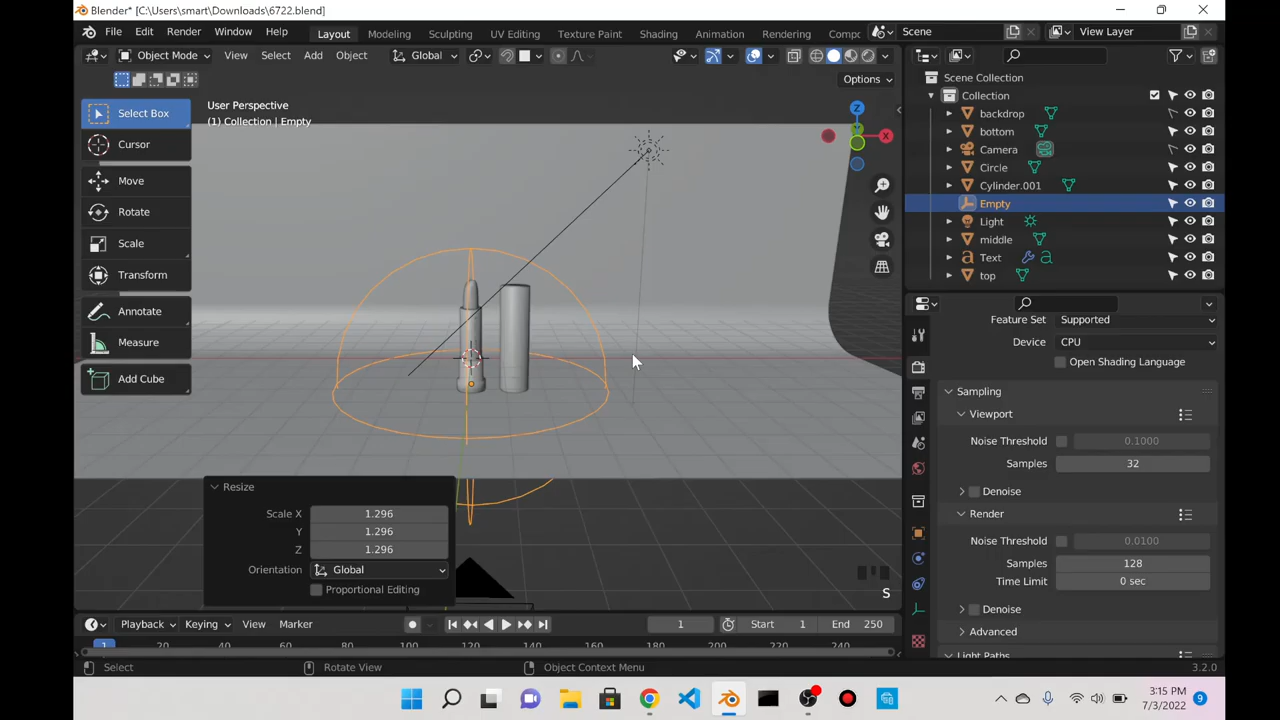 Blender* [C:\Users\smart\Downloads\6722.blend]
File Edit Render Window Help Layout Modeling Sculpting UV Editing Texture Paint Shading Animation Rendering Compo Scene View Layer
Object Mode View Select Add Object Global
Options
Select Box
Cursor
Move
Rotate
Scale
Transform
Annotate
Measure
Add Cube
User Perspective
(1) Collection | Empty
Z
X
Resize
Scale X 1.296
Y 1.296
Z 1.296
Orientation Global
Proportional Editing
S
Scene Collection
Collection
backdrop
bottom
Camera
Circle
Cylinder.001
Empty
Light
middle
Text
top
Feature Set Supported
Device CPU
Open Shading Language
Sampling
Viewport
Noise Threshold 0.1000
Samples 32
Denoise
Render
Noise Threshold 0.0100
Samples 128
Time Limit 0 sec
Denoise
Advanced
Light Paths
Playback Keying View Marker 1 Start 1 End 250
1 20 100 120 140 160 180 200 220 240
Select Rotate View Object Context Menu 3.2.0
3:15 PM
7/3/2022
9